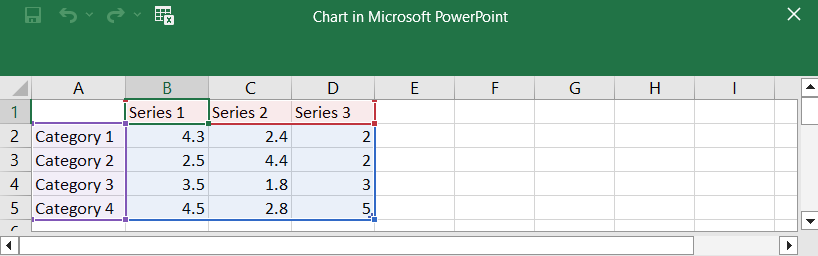 Chart in Microsoft PowerPoint
A B C D E F G H I
1 Series 1 Series 2 Series 3
2 Category 1 4.3 2.4 2
3 Category 2 2.5 4.4 2
4 Category 3 3.5 1.8 3
5 Category 4 4.5 2.8 5